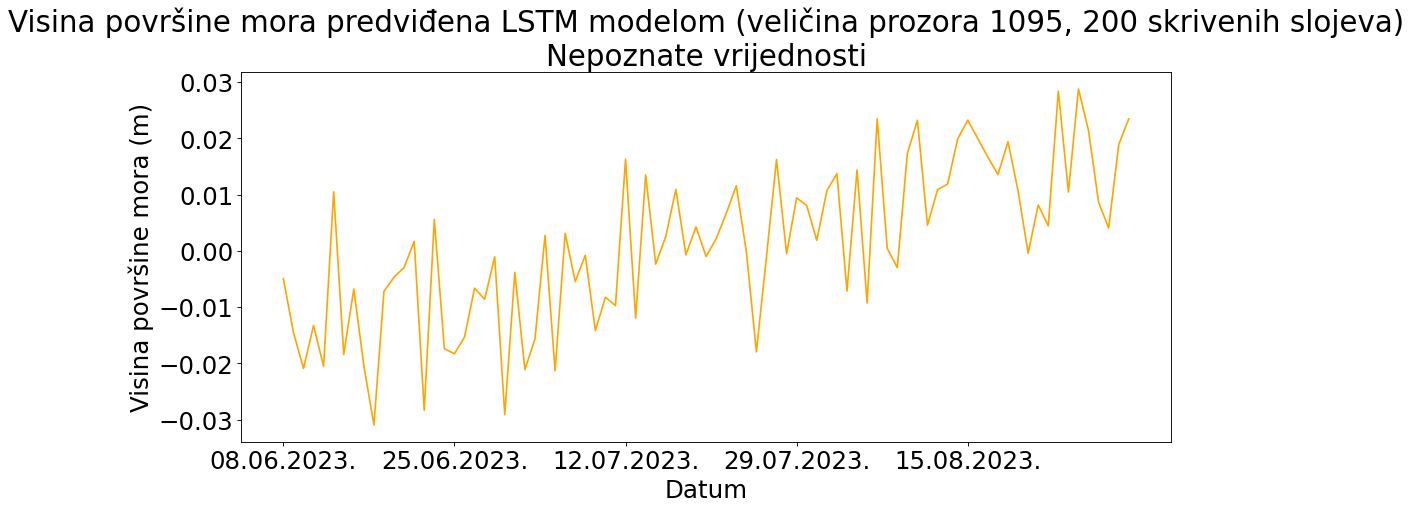 Visina površine mora predviđena LSTM modelom (veličina prozora 1095, 200 skrivenih slojeva)
Nepoznate vrijednosti
Visina površine mora (m)
0.03
0.02
0.01
0.00
−0.01
−0.02
−0.03
08.06.2023. 25.06.2023. 12.07.2023. 29.07.2023. 15.08.2023.
Datum